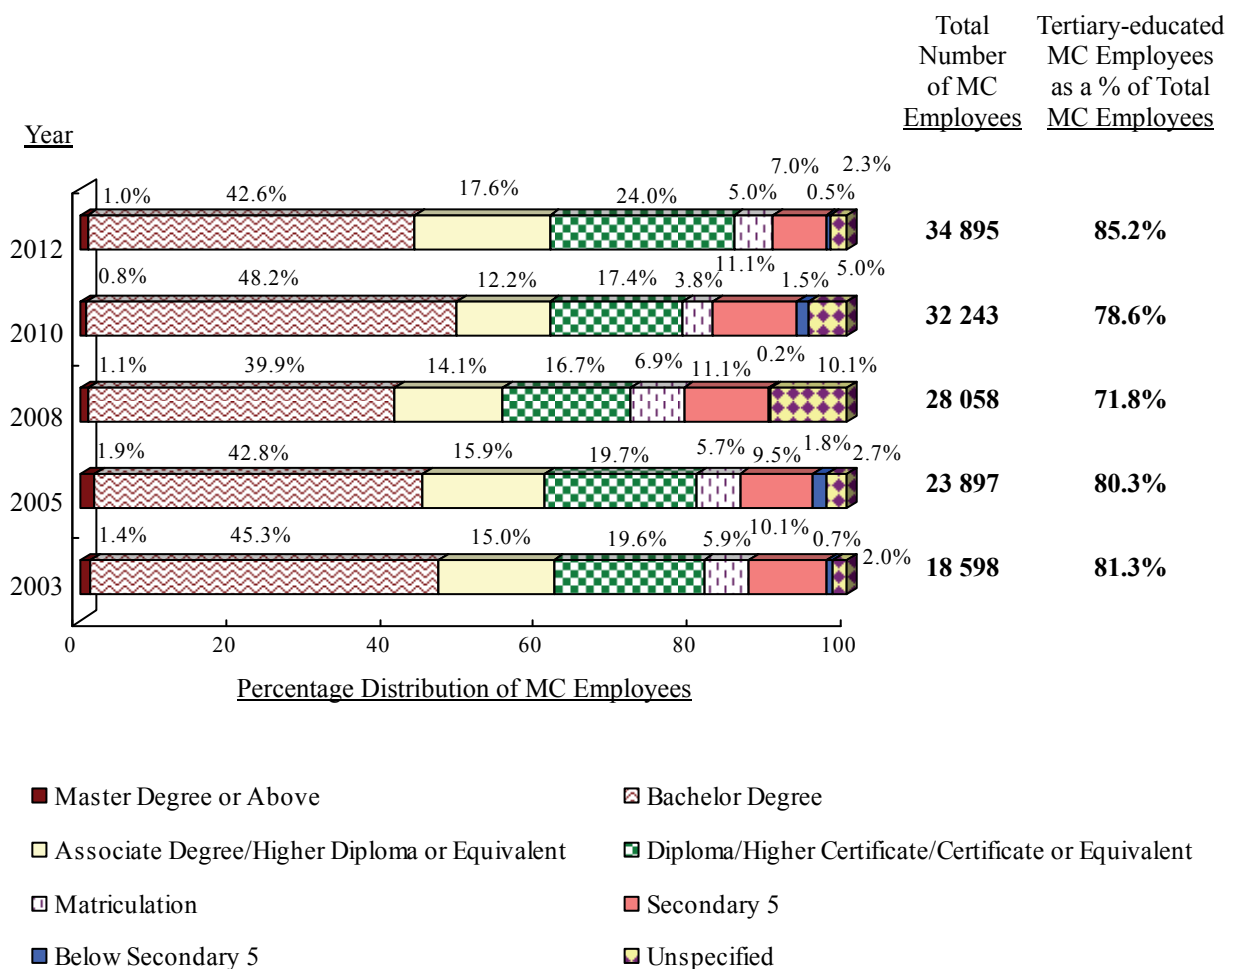 Total
Number
of MC
Employees
Tertiary-educated
MC Employees
as a % of Total
MC Employees
Year
2012
1.0% 42.6% 17.6% 24.0% 5.0% 7.0% 0.5% 2.3%
34 895 85.2%
2010
0.8% 48.2% 12.2% 17.4% 3.8% 11.1% 1.5% 5.0%
32 243 78.6%
2008
1.1% 39.9% 14.1% 16.7% 6.9% 11.1% 0.2% 10.1%
28 058 71.8%
2005
1.9% 42.8% 15.9% 19.7% 5.7% 9.5% 1.8% 2.7%
23 897 80.3%
2003
1.4% 45.3% 15.0% 19.6% 5.9% 10.1% 0.7% 2.0%
18 598 81.3%
0 20 40 60 80 100
Percentage Distribution of MC Employees
Master Degree or Above
Bachelor Degree
Associate Degree/Higher Diploma or Equivalent
Diploma/Higher Certificate/Certificate or Equivalent
Matriculation
Secondary 5
Below Secondary 5
Unspecified